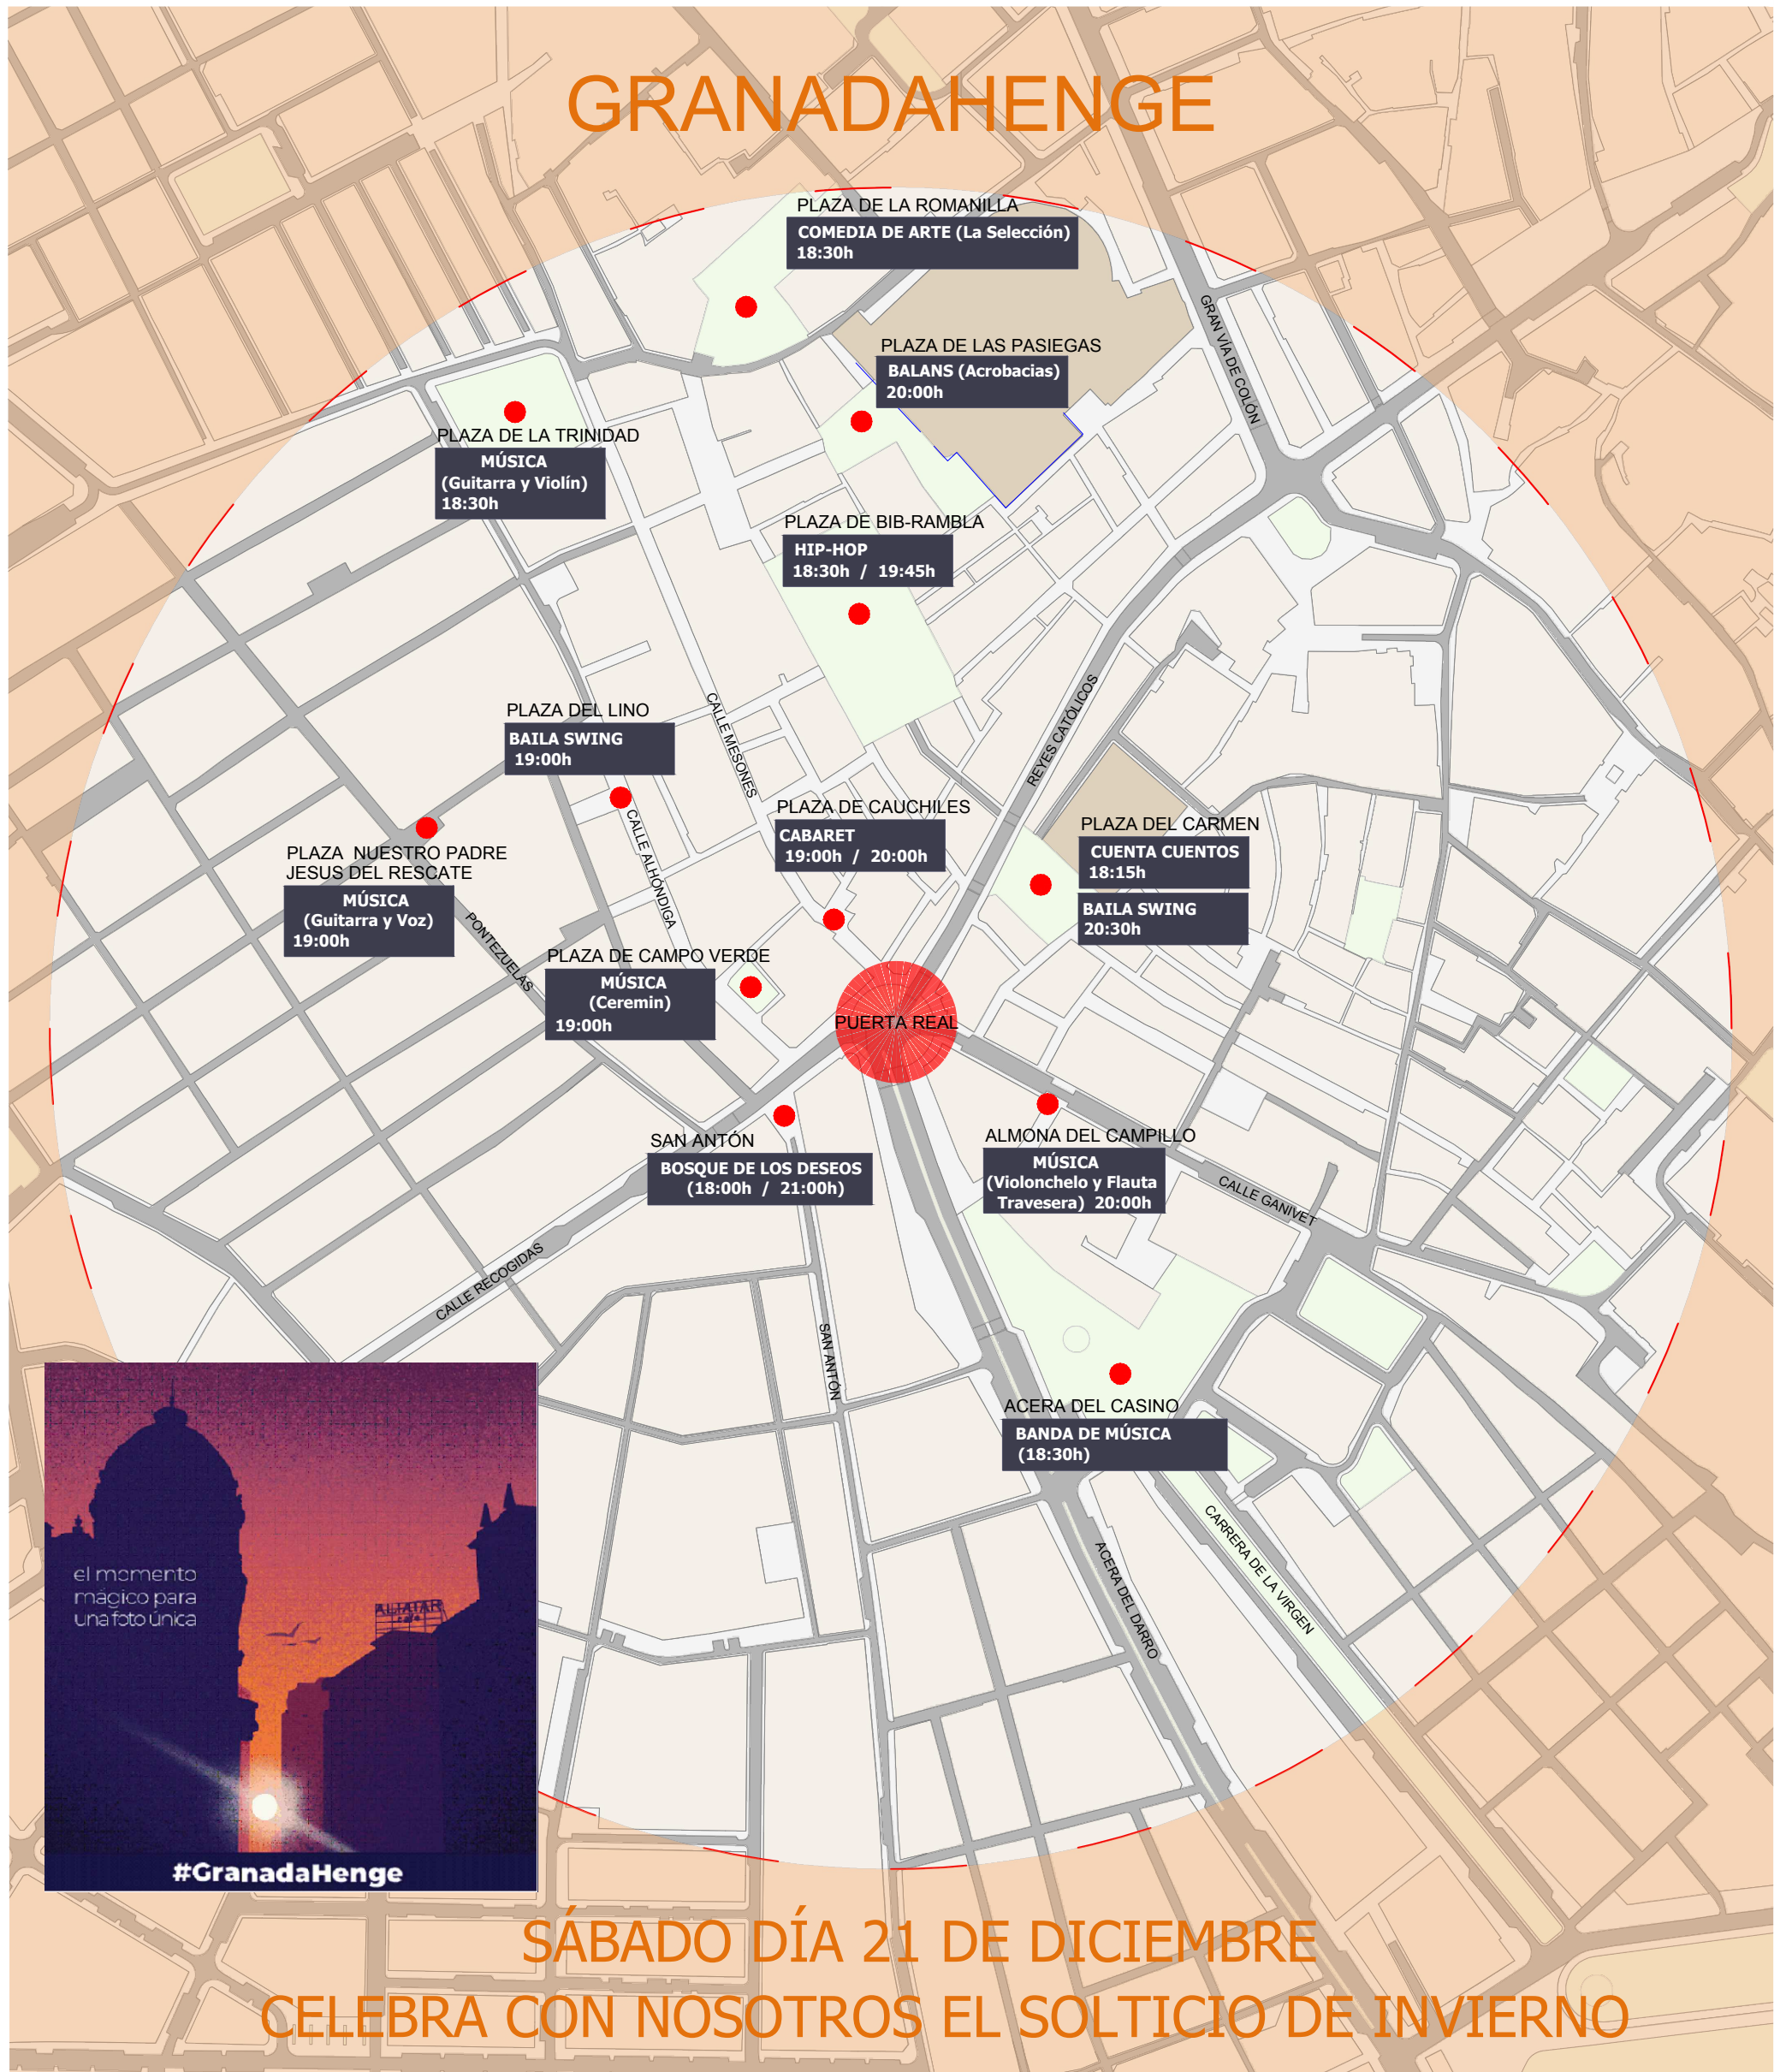 GRANADAHENGE
PLAZA DE LA ROMANILLA
COMEDIA DE ARTE (La Selección)
18:30h
GRAN VÍA DE COLÓN
PLAZA DE LAS PASIEGAS
BALANS (Acrobacias)
20:00h
PLAZA DE LA TRINIDAD
MÚSICA
(Guitarra y Violín)
18:30h
PLAZA DE BIB-RAMBLA
HIP-HOP
18:30h / 19:45h
PLAZA DEL LINO
BAILA SWING
19:00h
CALLE MESONES
REYES CATÓLICOS
PLAZA DE CAUCHILES
CABARET
19:00h / 20:00h
PLAZA DEL CARMEN
CUENTA CUENTOS
18:15h
BAILA SWING
20:30h
CALLE ALHÓNDIGA
PLAZA NUESTRO PADRE
JESUS DEL RESCATE
MÚSICA
(Guitarra y Voz)
19:00h
PONTEZUELAS
PLAZA DE CAMPO VERDE
MÚSICA
(Ceremin)
19:00h
PUERTA REAL
SAN ANTÓN
BOSQUE DE LOS DESEOS
(18:00h / 21:00h)
ALMONA DEL CAMPILLO
MÚSICA
(Violonchelo y Flauta
Travesera) 20:00h
CALLE GANIVET
CALLE RECOGIDAS
SAN ANTÓN
ACERA DEL CASINO
BANDA DE MÚSICA
(18:30h)
CARRERA DE LA VIRGEN
ACERA DEL DARRO
el momento
mágico para
una foto única
ALIATAR
#GranadaHenge
SÁBADO DÍA 21 DE DICIEMBRE
CELEBRA CON NOSOTROS EL SOLTICIO DE INVIERNO